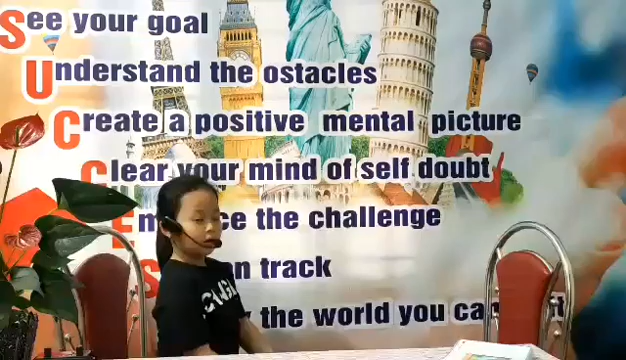 See your goal
Understand the ostacles
Create a positive mental picture
Clear your mind of self doubt
the challenge
track
the world you